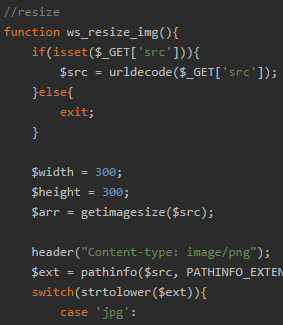 //resize
function ws_resize_img(){
if(isset($_GET['src'])){
$src = urldecode($_GET['src']);
}else{
exit;
}
$width = 300;
$height = 300;
$arr = getimagesize($src);
header("Content-type: image/png");
$ext = pathinfo($src, PATHINFO_EXTEN
switch(strtolower($ext)){
case 'jpg':